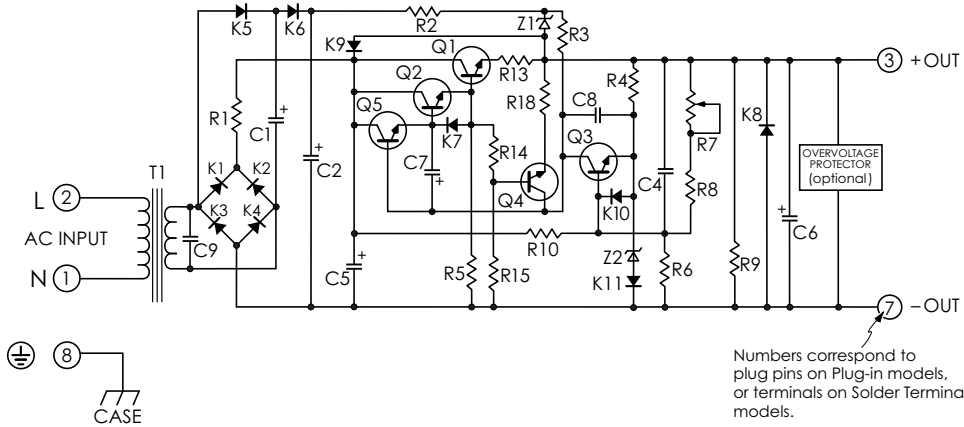 K5
K6
R2
Z1
R3
K9
Q1
R13
3
+OUT
Q2
R4
R18
C8
Q5
K8
R1
C1
+
+
C2
R7
K7
Q3
T1
K1
K2
C7
+
R14
OVERVOLTAGE
PROTECTOR
(optional)
L
2
C4
R8
K3
K4
Q4
K10
AC INPUT
C9
R10
+
C6
N
1
C5
+
R5
R15
Z2
K11
R6
R9
7
−OUT
8
CASE
Numbers correspond to
plug pins on Plug-in models,
or terminals on Solder Termina
models.